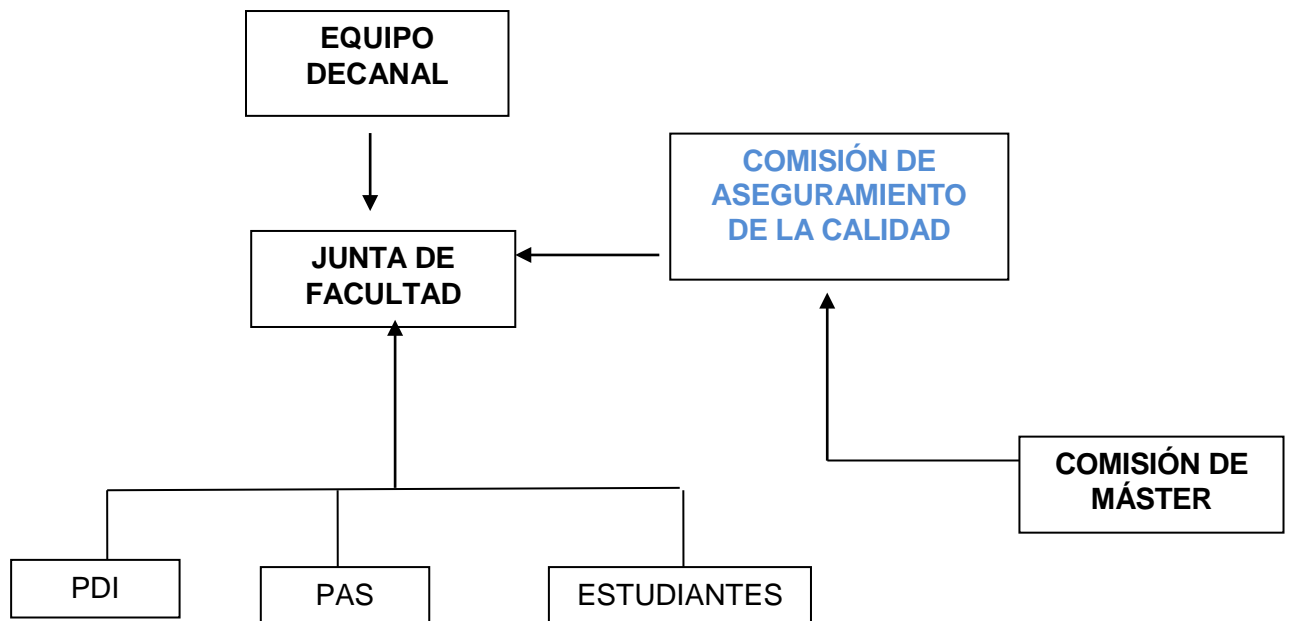 EQUIPO
DECANAL
COMISIÓN DE
ASEGURAMIENTO
DE LA CALIDAD
JUNTA DE
FACULTAD
COMISIÓN DE
MÁSTER
PDI
PAS
ESTUDIANTES